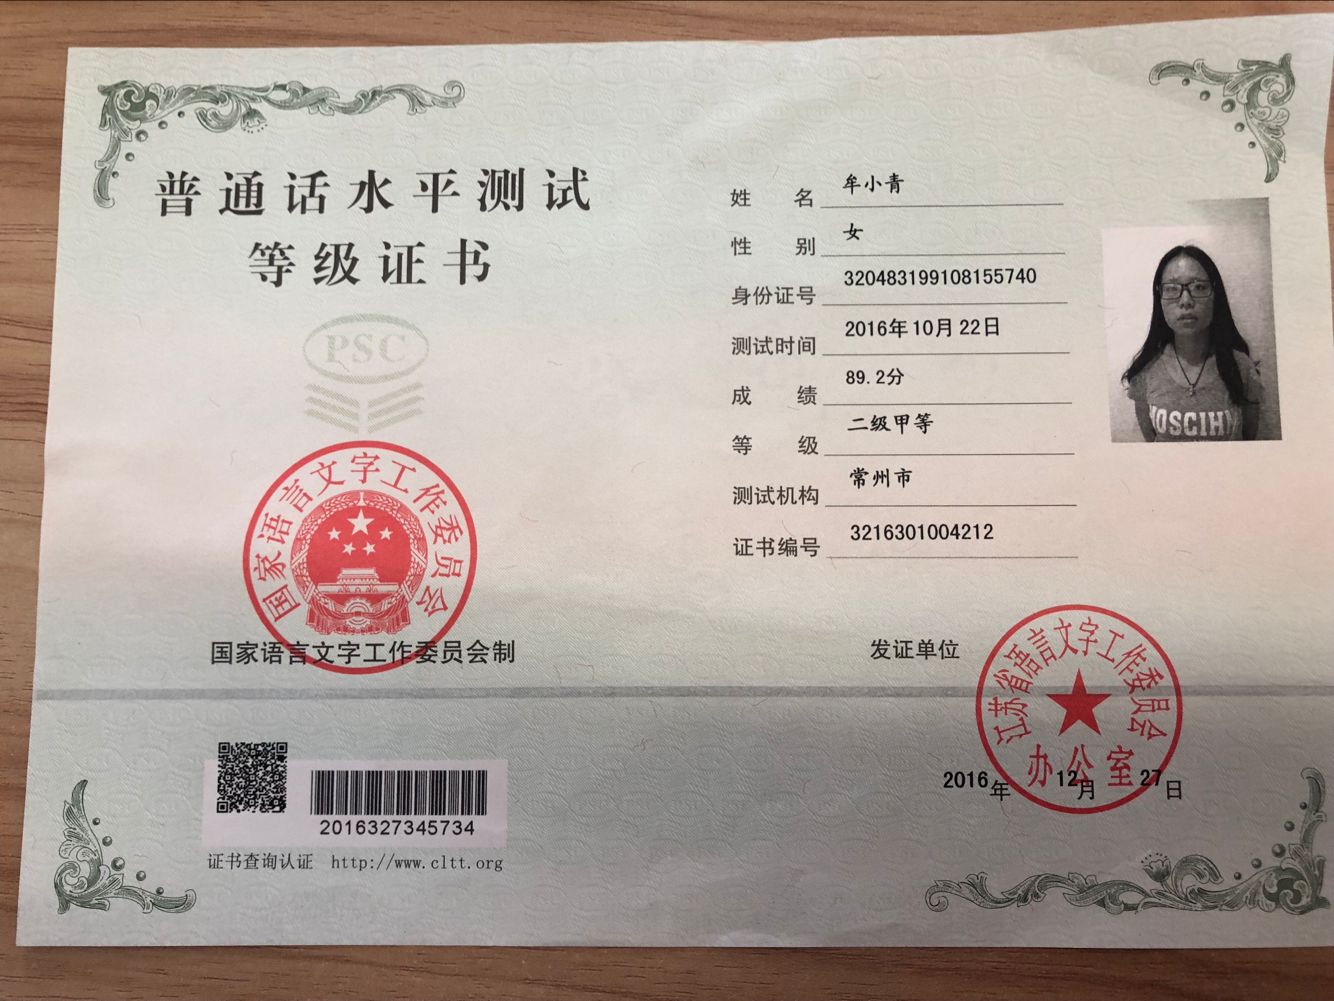 普通话水平测试
等级证书
PSC
国家语言文字工作委员会
国家语言文字工作委员会制
2016327345734
证书查询认证 http://www.cltt.org
姓名 牟小青
性别 女
身份证号 320483199108155740
测试时间 2016年10月22日
成绩 89.2分
等级 二级甲等
测试机构 常州市
证书编号 3216301004212
HOSCIH
发证单位
江苏省语言文字工作委员会
办公室
2016年12月27日